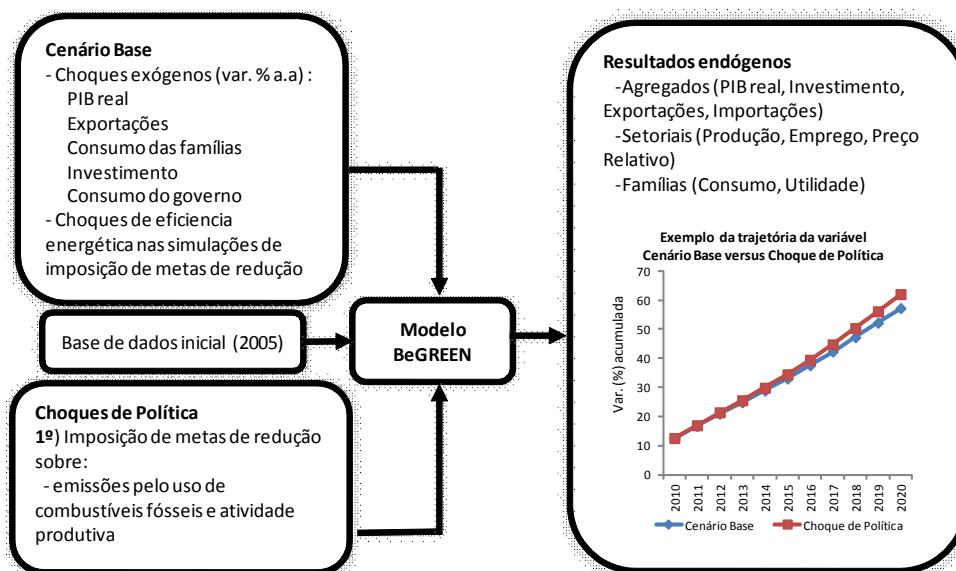 Cenário Base
- Choques exógenos (var. % a.a) :
PIB real
Exportações
Consumo das famílias
Investimento
Consumo do governo
- Choques de eficiencia
energética nas simulações de
imposição de metas de redução
Base de dados inicial (2005)
Choques de Política
1º) Imposição de metas de redução
sobre:
- emissões pelo uso de
combustíveis fósseis e atividade
produtiva
Modelo
BeGREEN
Resultados endógenos
-Agregados (PIB real, Investimento,
Exportações, Importações)
-Setoriais (Produção, Emprego, Preço
Relativo)
-Famílias (Consumo, Utilidade)
Exemplo da trajetória da variável
Cenário Base versus Choque de Política
Var. (%) acumulada
70
60
50
40
30
20
10
0
2010
2011
2012
2013
2014
2015
2016
2017
2018
2019
2020
Cenário Base
Choque de Política